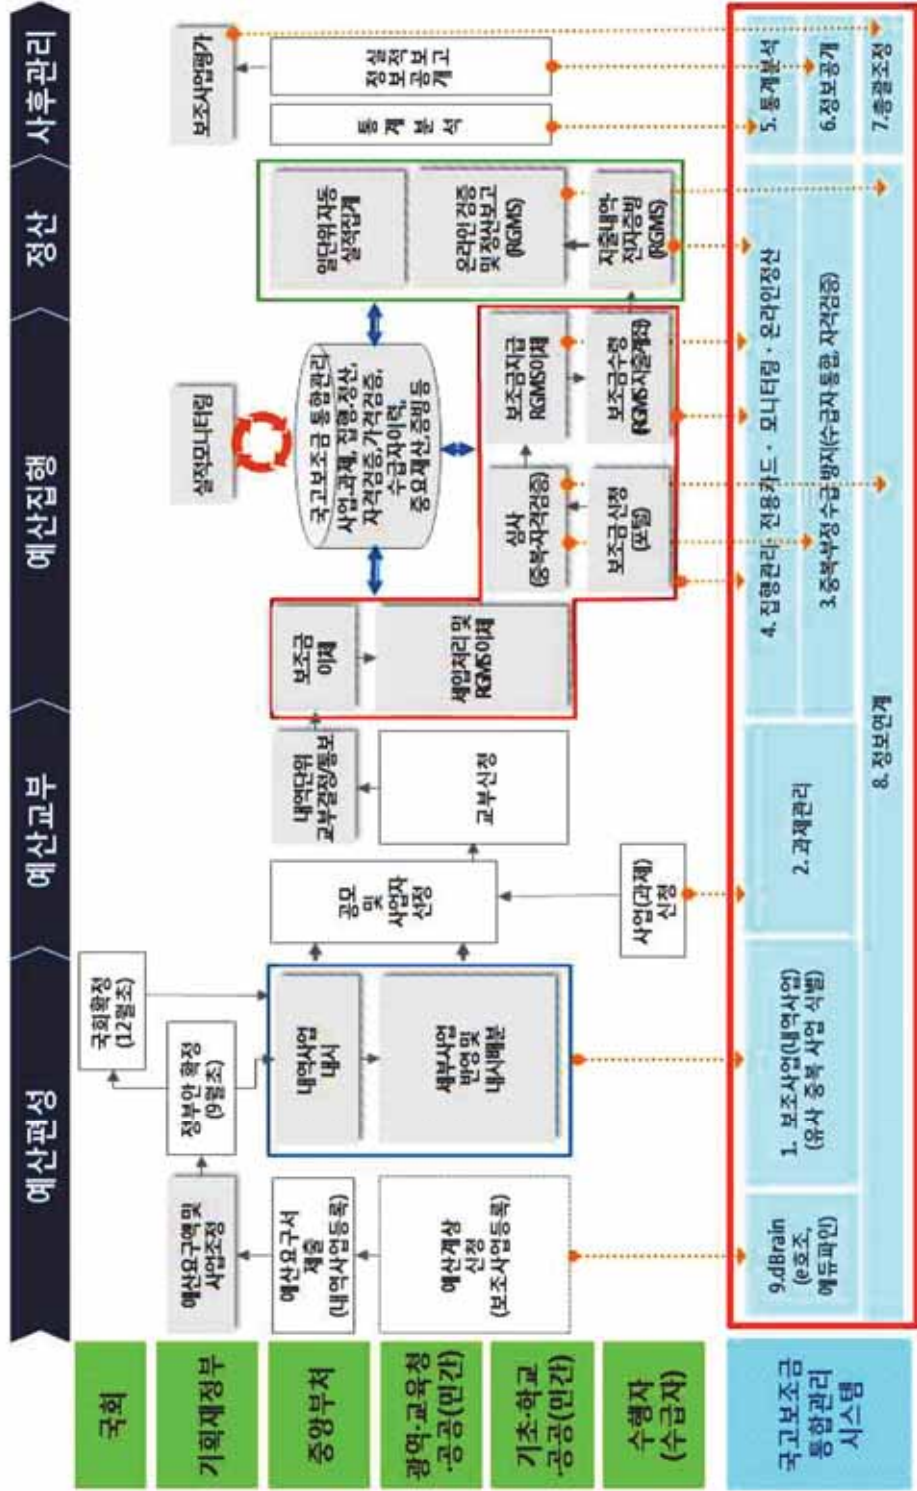 예산편성
예산교부
예산집행
정산
사후관리
국회
국회확정
(12월초)
기획재정부
예산요구액 및
사업조정
정부안 확정
(9월초)
실적모니터링
보조사업평가
중앙부처
예산요구서
제출
(내역사업등록)
내역사업
내시
공모
및
사업자
선정
내역단위
교부결정/통보
보조금
이체
국고보조금 통합관리
사업·과제, 집행·정산,
자격검증,가격검증,
수급자이력,
중요재산,증빙 등
일단위 자동
실적집계
통계 분석
실적 보고
정보 공개
광역·교육청
·공공(민간)
예산계상
신청
(보조사업등록)
세부사업
반영 및
내시배분
교부신청
세입처리 및
RGMS이체
온라인 검증
및 정산보고
(RGMS)
기초·학교
·공공(민간)
심사
(중복·자격검증)
보조금지급
RGMS이체
수행자
(수급자)
사업(과제)
신청
보조금 신청
(포털)
보조금수령
(RGMS 지출계좌)
지출내역
전자증빙
(RGMS)
국고보조금
통합관리
시스템
9.dBrain
(e호조,
에듀파인)
1. 보조사업(내역사업)
(유사 중복 사업 식별)
2. 과제관리
4. 집행관리 · 전용카드 · 모니터링 · 온라인정산
3.중복·부정 수급 방지(수급자 통합, 자격검증)
5. 통계분석
6.정보공개
7.총괄조정
8. 정보연계